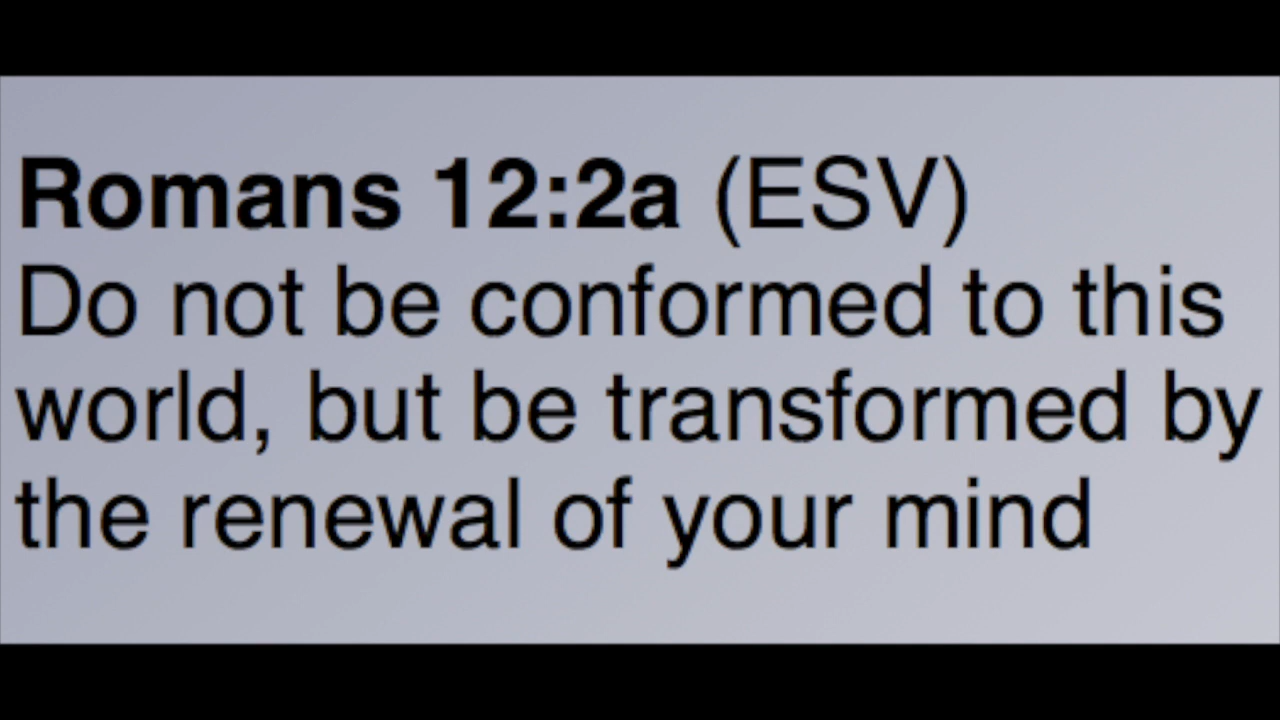 Romans 12:2a (ESV)
Do not be conformed to this
world, but be transformed by
the renewal of your mind